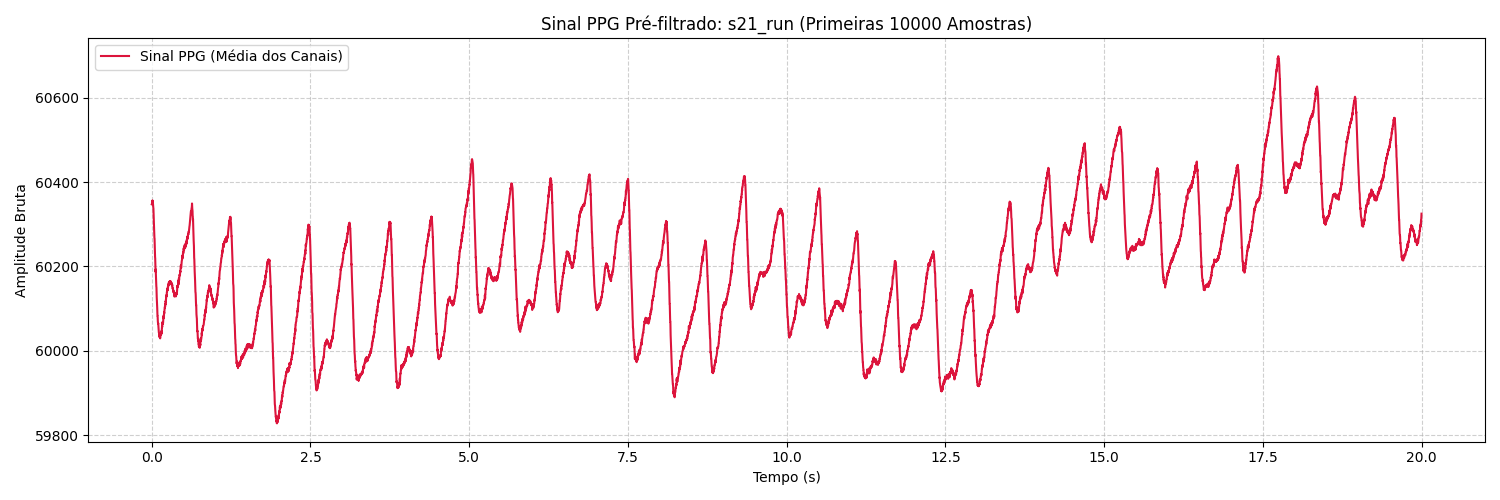 Sinal PPG Pré-filtrado: s21_run (Primeiras 10000 Amostras)
Sinal PPG (Média dos Canais)
Amplitude Bruta
60600
60400
60200
60000
59800
0.0 2.5 5.0 7.5 10.0 12.5 15.0 17.5 20.0
Tempo (s)